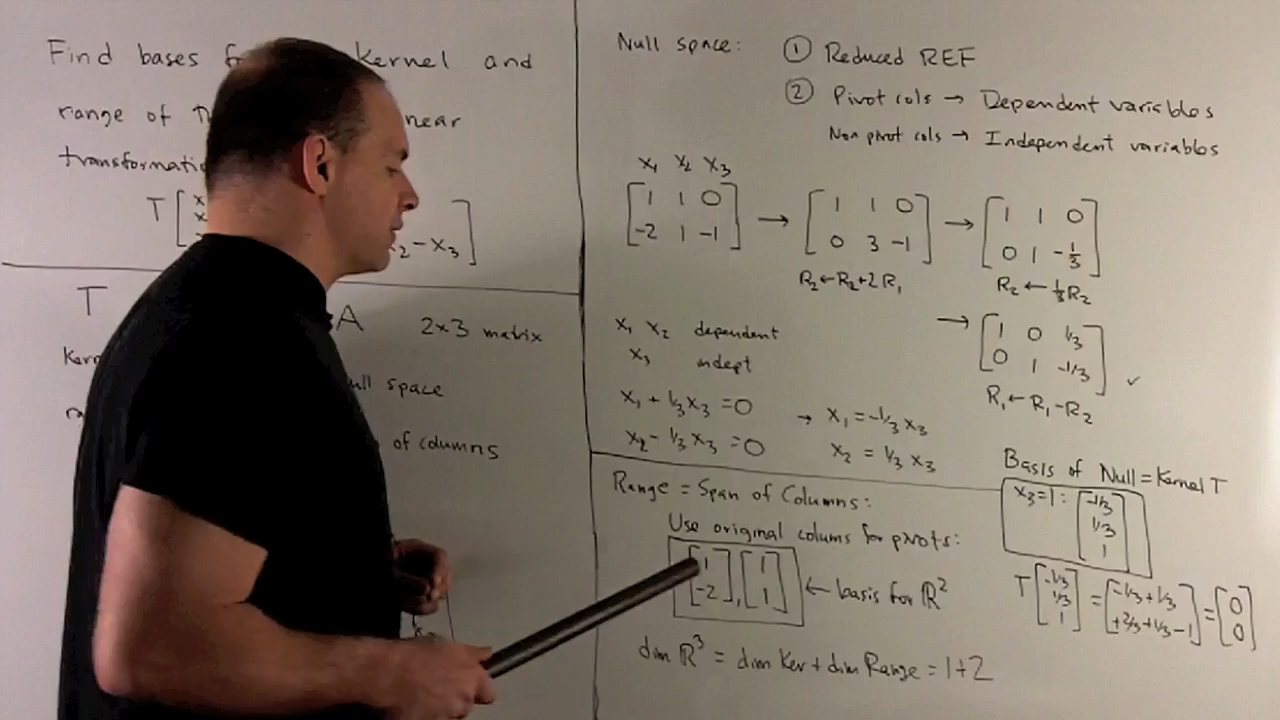 Find bases Kernel and
range of
T [ x₂ - x₃ ]
T A 2x3 matrix
space
of columns
Null space: ① Reduced REF
② Pivot cols → Dependent variables
Non pivot cols → Independent variables
x₁ x₂ x₃
[1 1 0; -2 1 -1] → [1 1 0; 0 3 -1] → [1 1 0; 0 1 -1/3]
R₂ ← R₂+2R₁
R₂ ← 1/3 R₂
→ [1 0 1/3; 0 1 -1/3] ✓
R₁ ← R₁ - R₂
x₁ x₂ dependent
x₃ indept
x₁ + 1/3 x₃ = 0 → x₁ = -1/3 x₃
x₂ - 1/3 x₃ = 0 x₂ = 1/3 x₃
Basis of Null = Kernel T
x₃=1: [-1/3; 1/3; 1]
T[-1/3; 1/3; 1] = [-1/3 + 1/3; +2/3 + 1/3 - 1] = [0; 0]
Range = Span of Columns:
Use original colums for pivots:
[1; -2], [1; 1] ← basis for ℝ²
dim ℝ³ = dim Ker + dim Range = 1+2